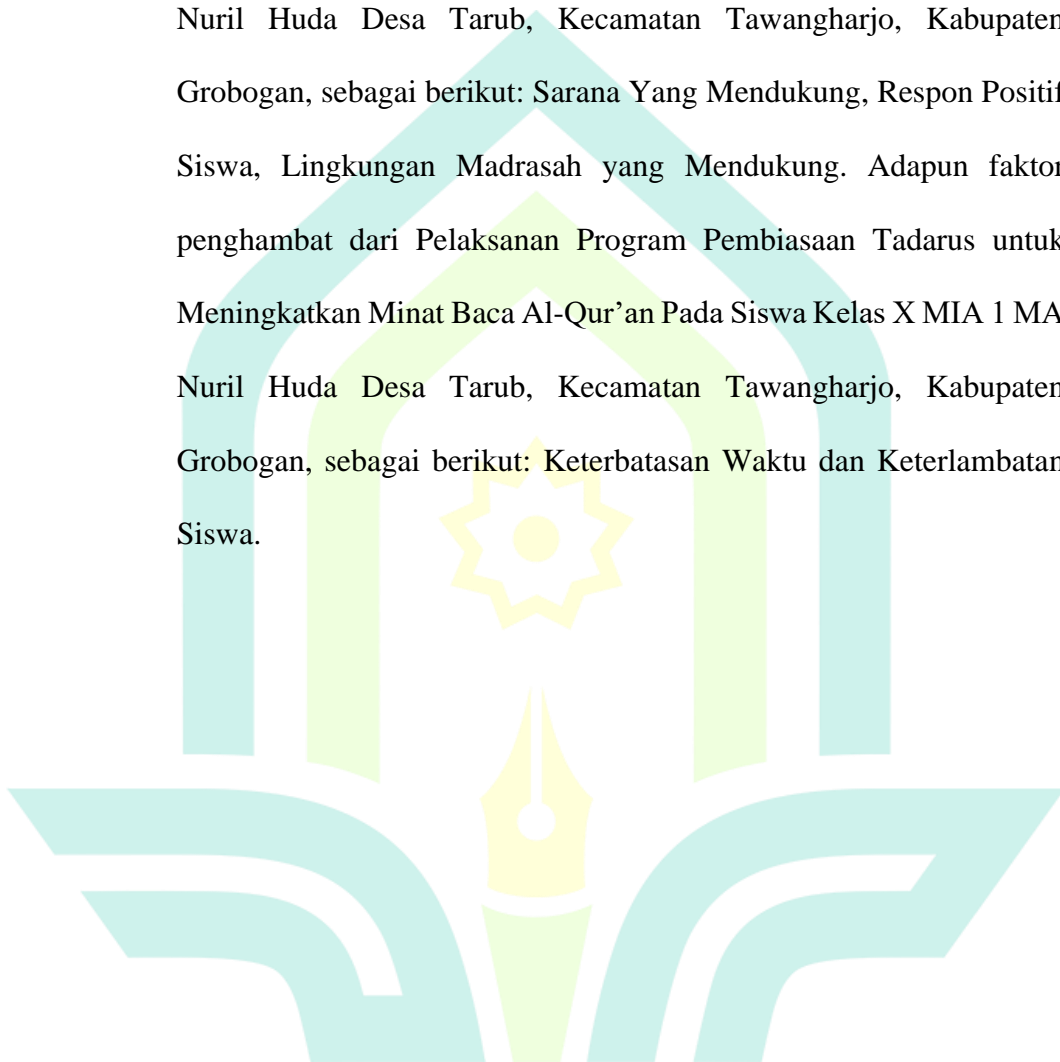 Nuril Huda Desa Tarub, Kecamatan Tawangharjo, Kabupaten
Grobogan, sebagai berikut: Sarana Yang Mendukung, Respon Positif
Siswa, Lingkungan Madrasah yang Mendukung. Adapun faktor
penghambat dari Pelaksanan Program Pembiasaan Tadarus untuk
Meningkatkan Minat Baca Al-Qur’an Pada Siswa Kelas X MIA 1 MA
Nuril Huda Desa Tarub, Kecamatan Tawangharjo, Kabupaten
Grobogan, sebagai berikut: Keterbatasan Waktu dan Keterlambatan
Siswa.